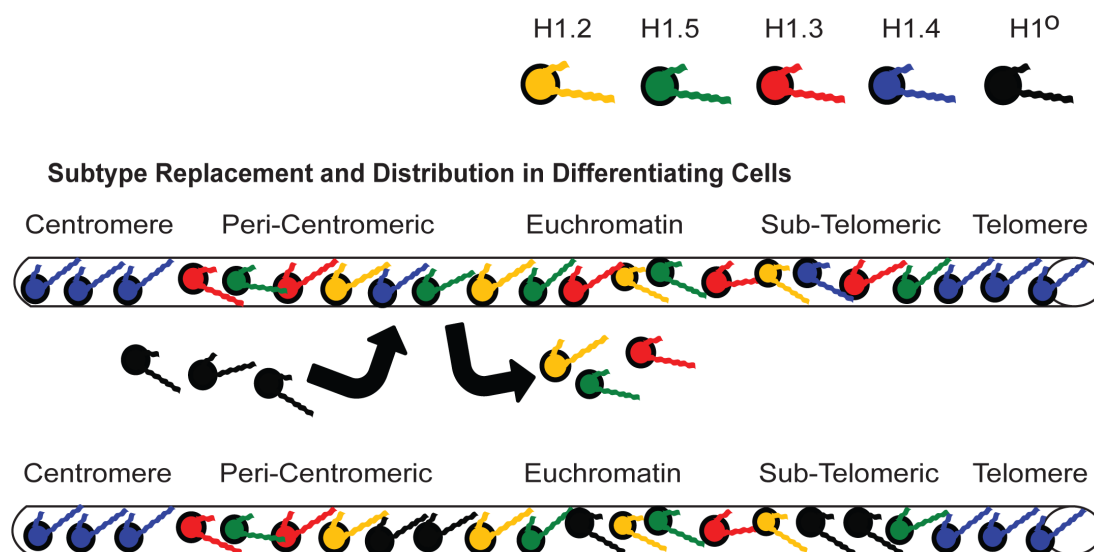 H1.2 H1.5 H1.3 H1.4 H1⁰
Subtype Replacement and Distribution in Differentiating Cells
Centromere Peri-Centromeric Euchromatin Sub-Telomeric Telomere
Centromere Peri-Centromeric Euchromatin Sub-Telomeric Telomere